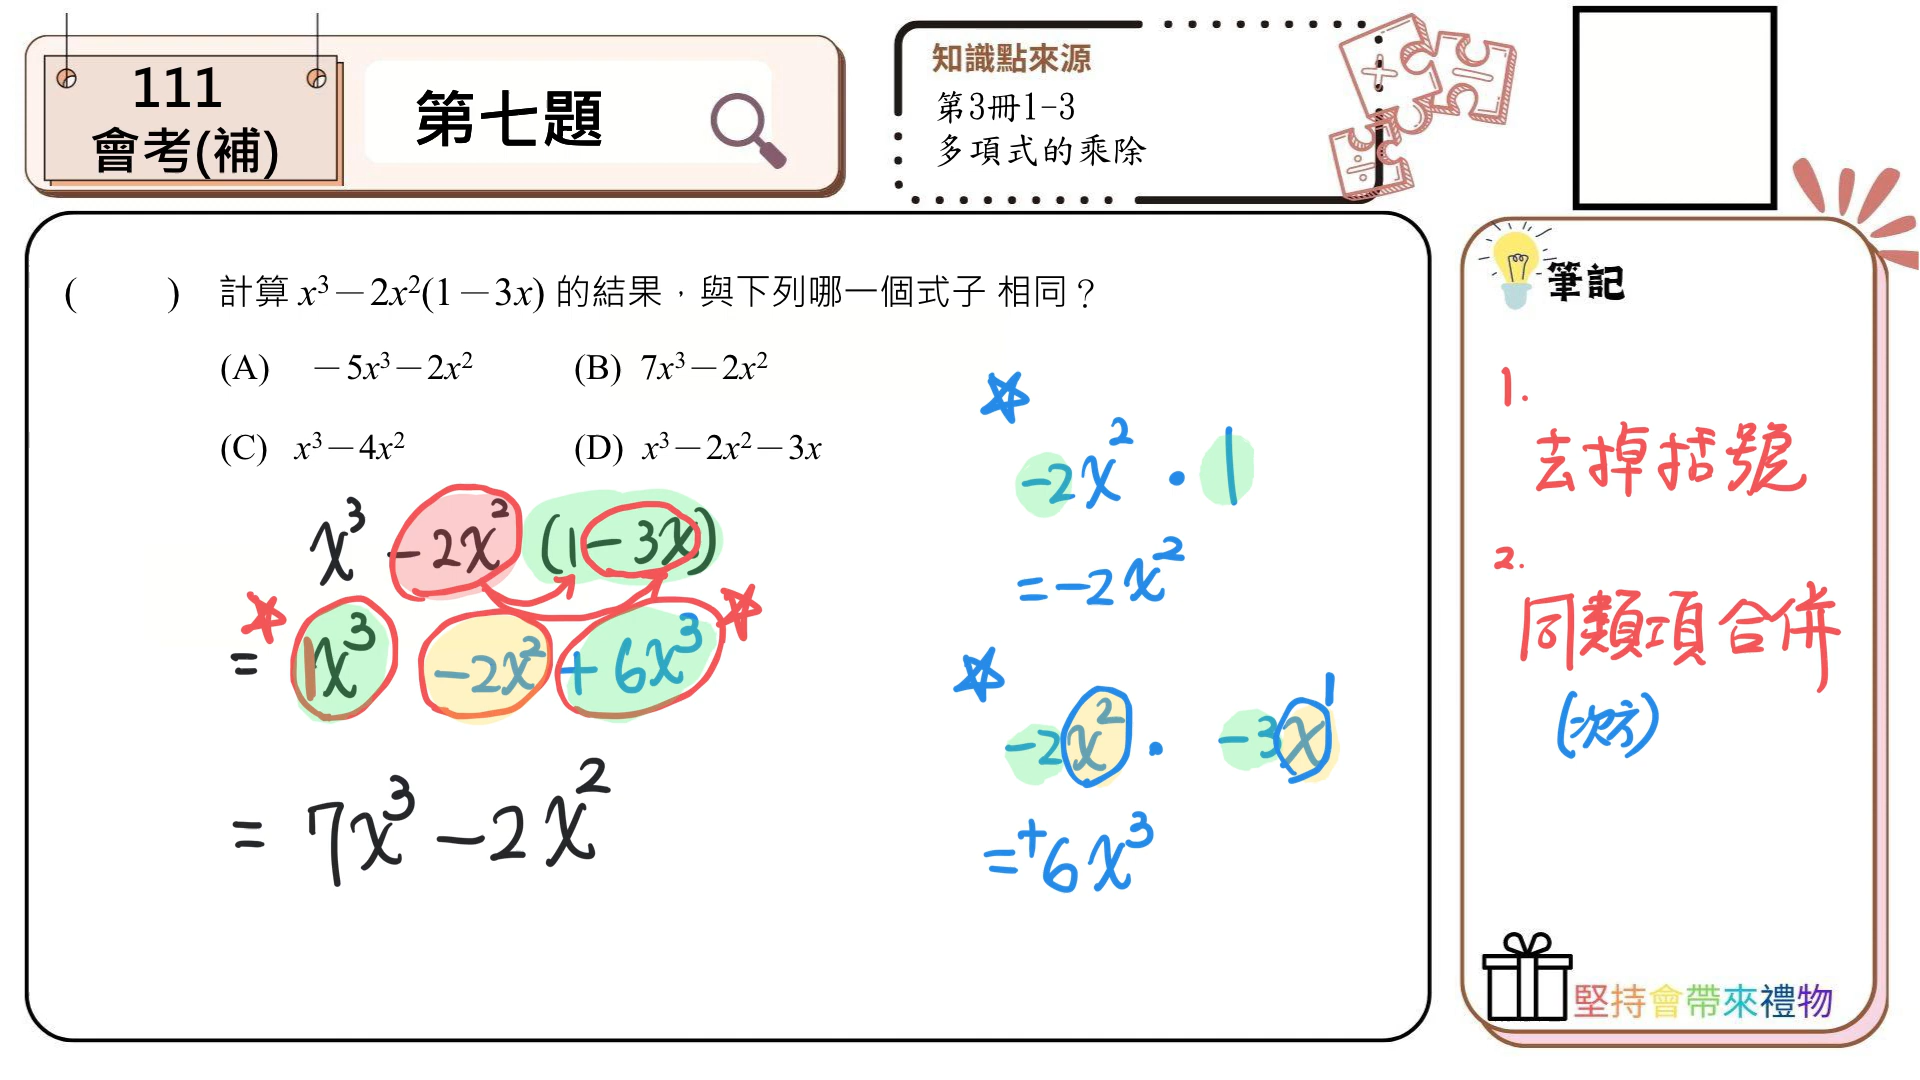 111
會考(補)
第七題
知識點來源
第3冊1-3
多項式的乘除
(　　) 計算 x³－2x²(1－3x) 的結果，與下列哪一個式子 相同？
(A) －5x³－2x² (B) 7x³－2x²
(C) x³－4x² (D) x³－2x²－3x
x³ －2x² (1－3x)
= 1x³ －2x² + 6x³
= 7x³ －2x²
☆
－2x² · 1
= －2x²
☆
－2x² · －3x¹
= +6x³
筆記
1.
去掉括號
2.
同類項合併
(次方)
堅持會帶來禮物